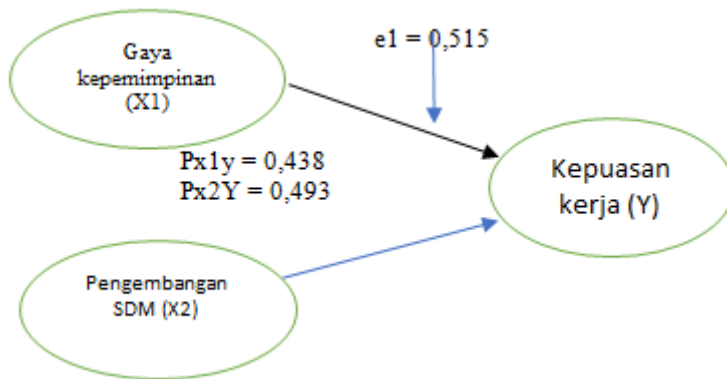 e1 = 0,515
Gaya
kepemimpinan
(X1)
Px1y = 0,438
Px2Y = 0,493
Kepuasan
kerja (Y)
Pengembangan
SDM (X2)